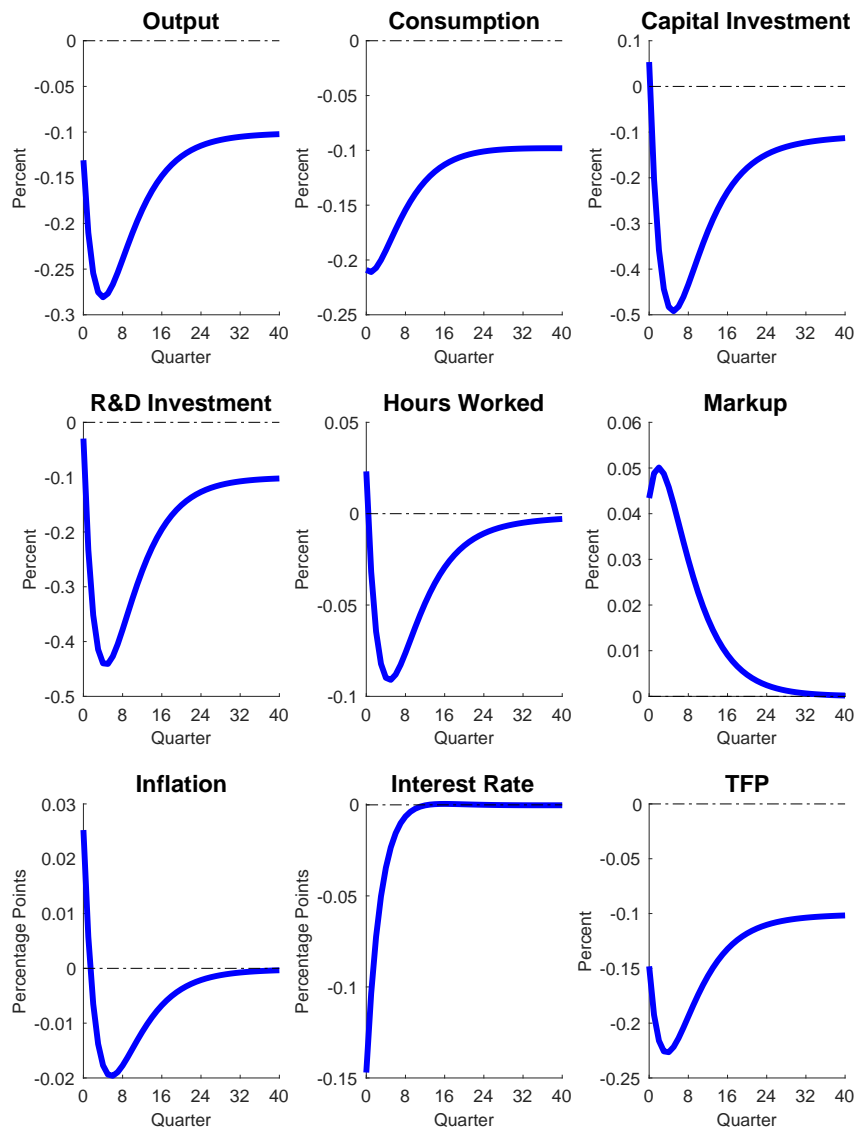 Output
0
-0.05
-0.1
-0.15
-0.2
-0.25
-0.3
Percent
0 8 16 24 32 40
Quarter
Consumption
0
-0.05
-0.1
-0.15
-0.2
-0.25
Percent
0 8 16 24 32 40
Quarter
Capital Investment
0.1
0
-0.1
-0.2
-0.3
-0.4
-0.5
Percent
0 8 16 24 32 40
Quarter
R&D Investment
0
-0.1
-0.2
-0.3
-0.4
-0.5
Percent
0 8 16 24 32 40
Quarter
Hours Worked
0.05
0
-0.05
-0.1
Percent
0 8 16 24 32 40
Quarter
Markup
0.06
0.05
0.04
0.03
0.02
0.01
0
Percent
0 8 16 24 32 40
Quarter
Inflation
0.03
0.02
0.01
0
-0.01
-0.02
Percentage Points
0 8 16 24 32 40
Quarter
Interest Rate
0
-0.05
-0.1
-0.15
Percentage Points
0 8 16 24 32 40
Quarter
TFP
0
-0.05
-0.1
-0.15
-0.2
-0.25
Percent
0 8 16 24 32 40
Quarter